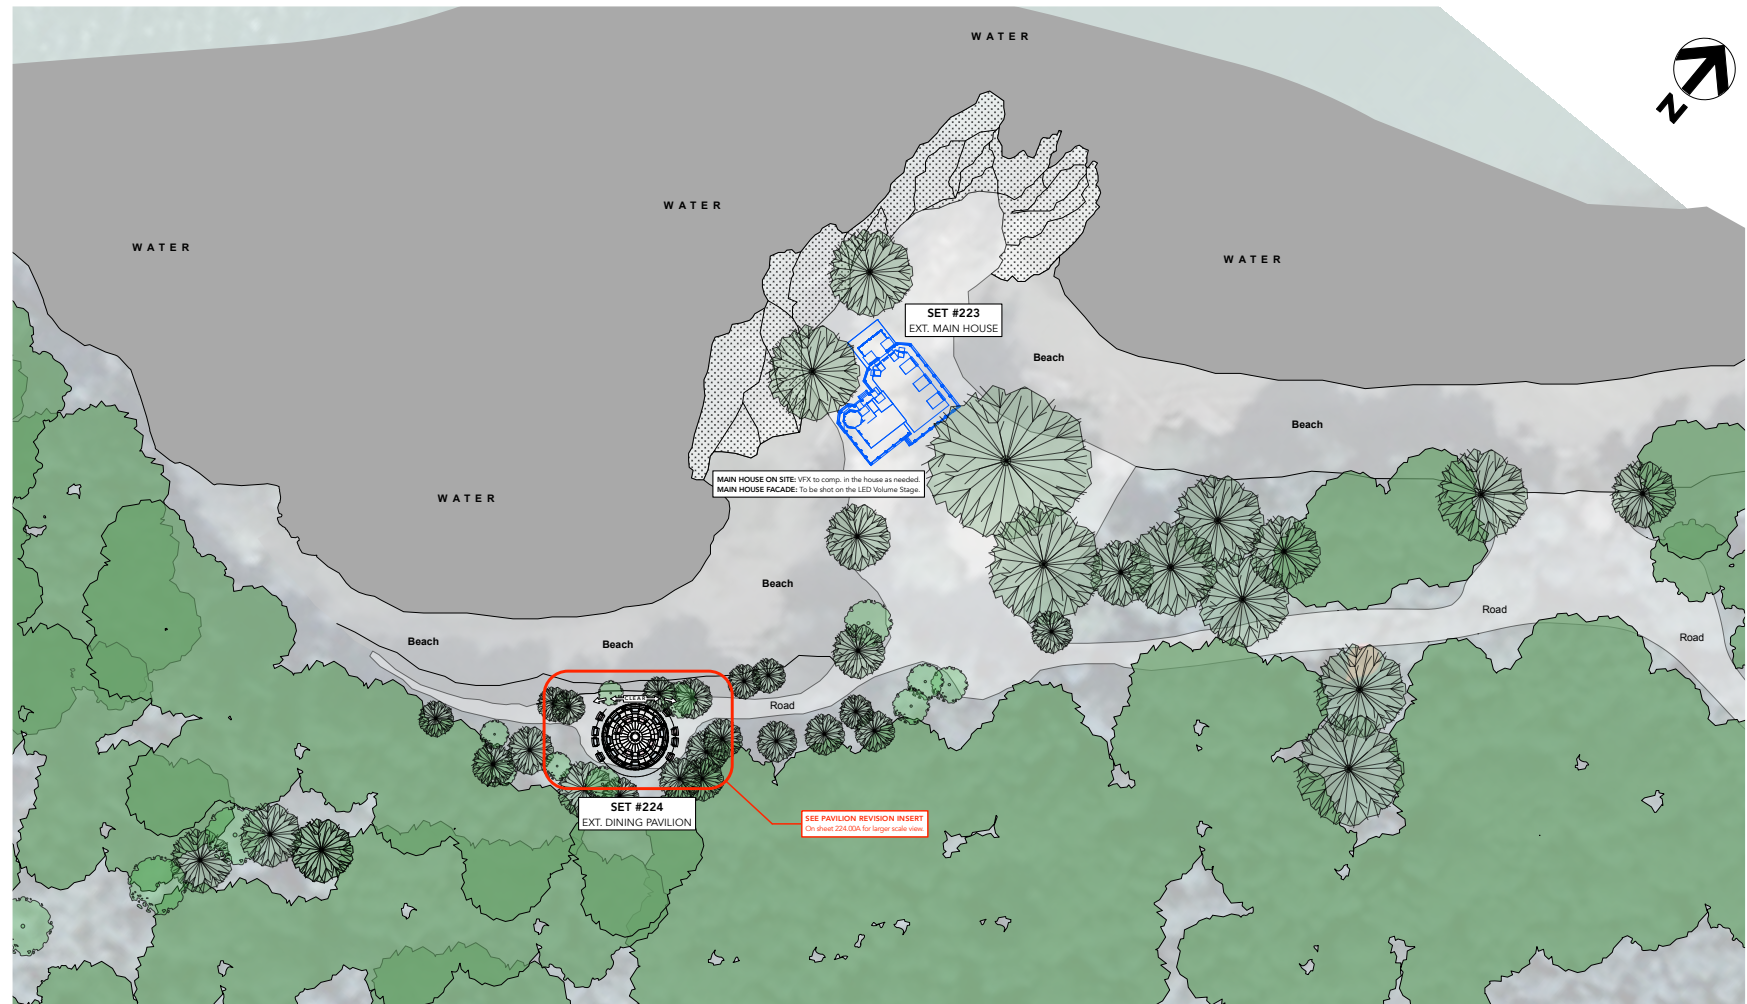 WATER
N
WATER
WATER
WATER
SET #223
EXT. MAIN HOUSE
Beach
Beach
MAIN HOUSE ON SITE: VFX to comp. in the house as needed.
MAIN HOUSE FACADE: To be shot on the LED Volume Stage.
WATER
Beach
Road
Beach
Beach
Road
CLEAR
Road
SET #224
EXT. DINING PAVILION
SEE PAVILION REVISION INSERT
On sheet 224.00A for larger scale view.